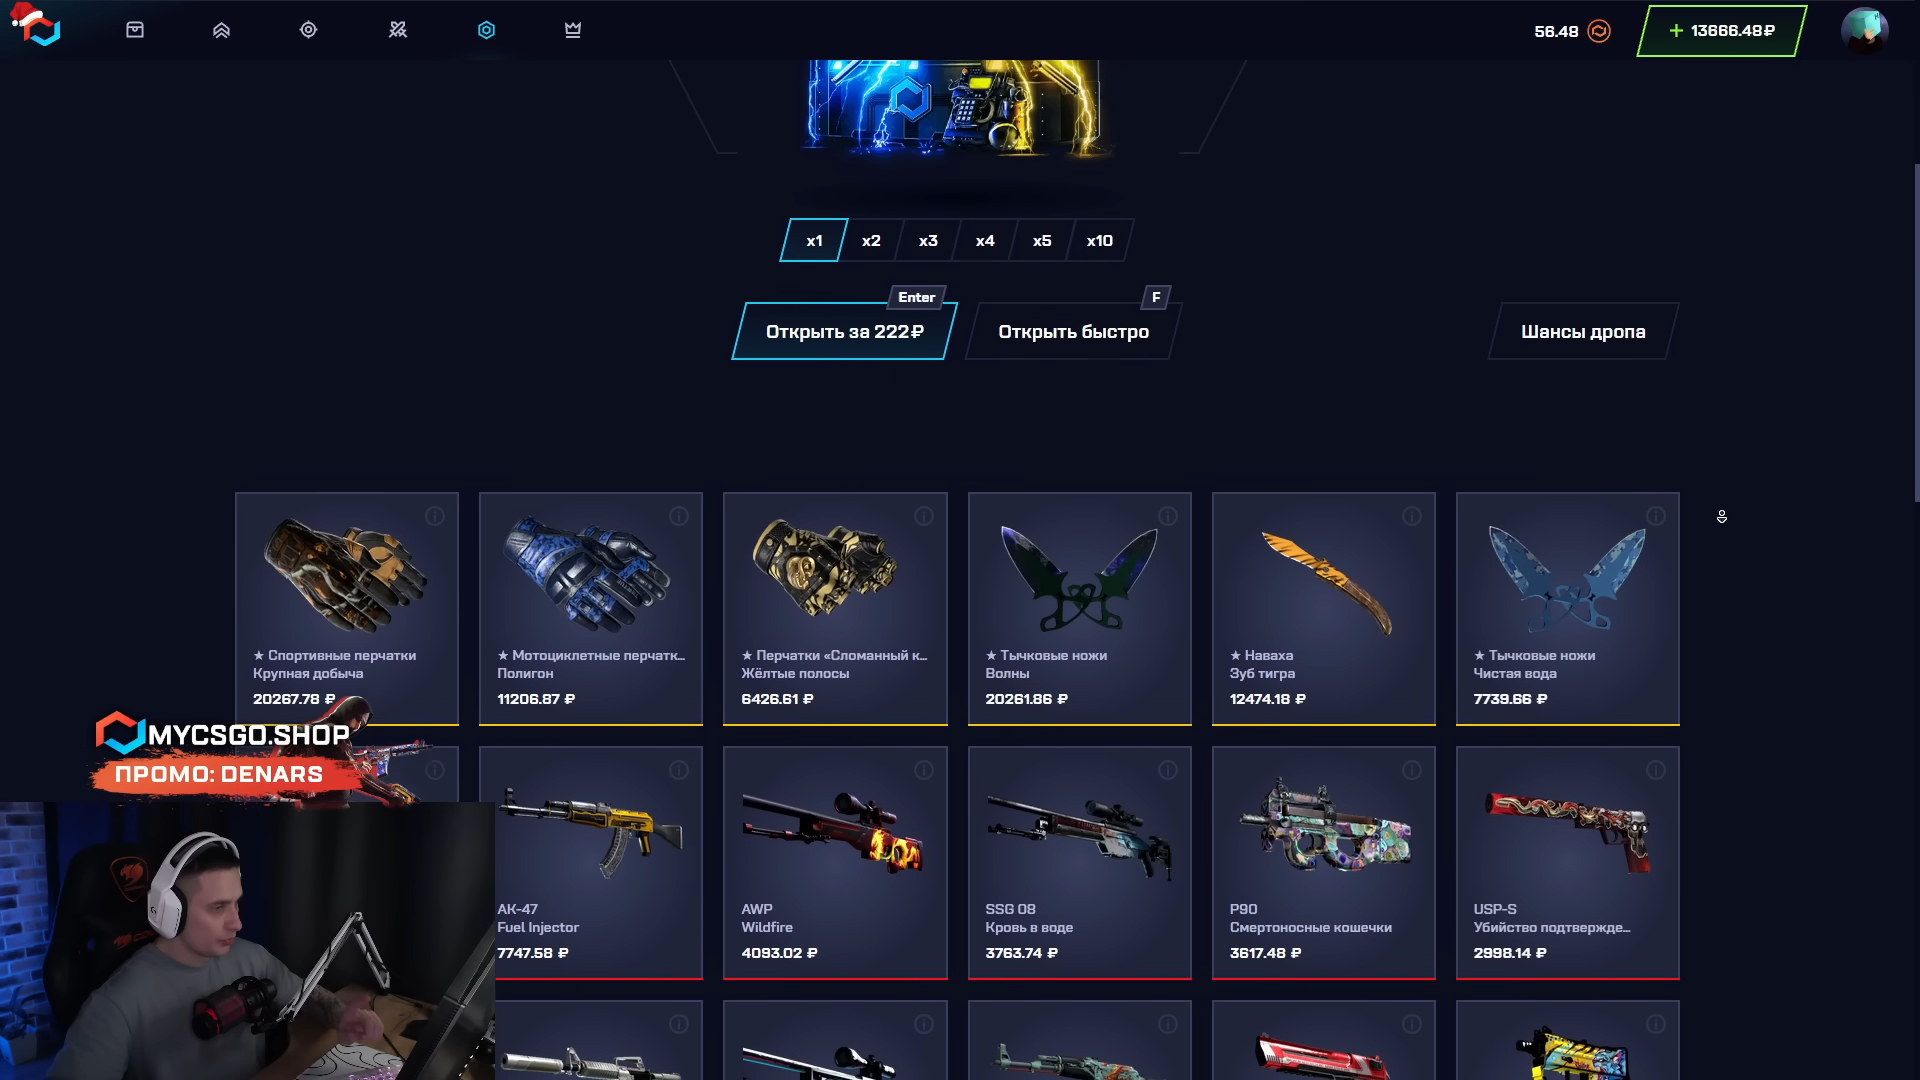 56.48
+ 13666.48₽
x1
x2
x3
x4
x5
x10
Enter
F
Открыть за 222₽
Открыть быстро
Шансы дропа
★ Спортивные перчатки
Крупная добыча
20267.78 ₽
★ Мотоциклетные перчатк...
Полигон
11206.87 ₽
★ Перчатки «Сломанный к...
Жёлтые полосы
6426.61 ₽
★ Тычковые ножи
Волны
20261.86 ₽
★ Наваха
Зуб тигра
12474.18 ₽
★ Тычковые ножи
Чистая вода
7739.66 ₽
MYCSGO.SHOP
ПРОМО: DENARS
AK-47
Fuel Injector
7747.58 ₽
AWP
Wildfire
4093.02 ₽
SSG 08
Кровь в воде
3763.74 ₽
P90
Смертоносные кошечки
3617.48 ₽
USP-S
Убийство подтвержде...
2998.14 ₽